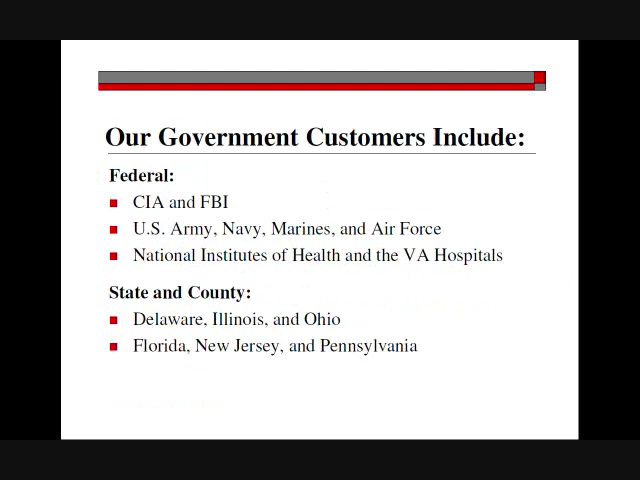 Our Government Customers Include:
Federal:
CIA and FBI
U.S. Army, Navy, Marines, and Air Force
National Institutes of Health and the VA Hospitals
State and County:
Delaware, Illinois, and Ohio
Florida, New Jersey, and Pennsylvania